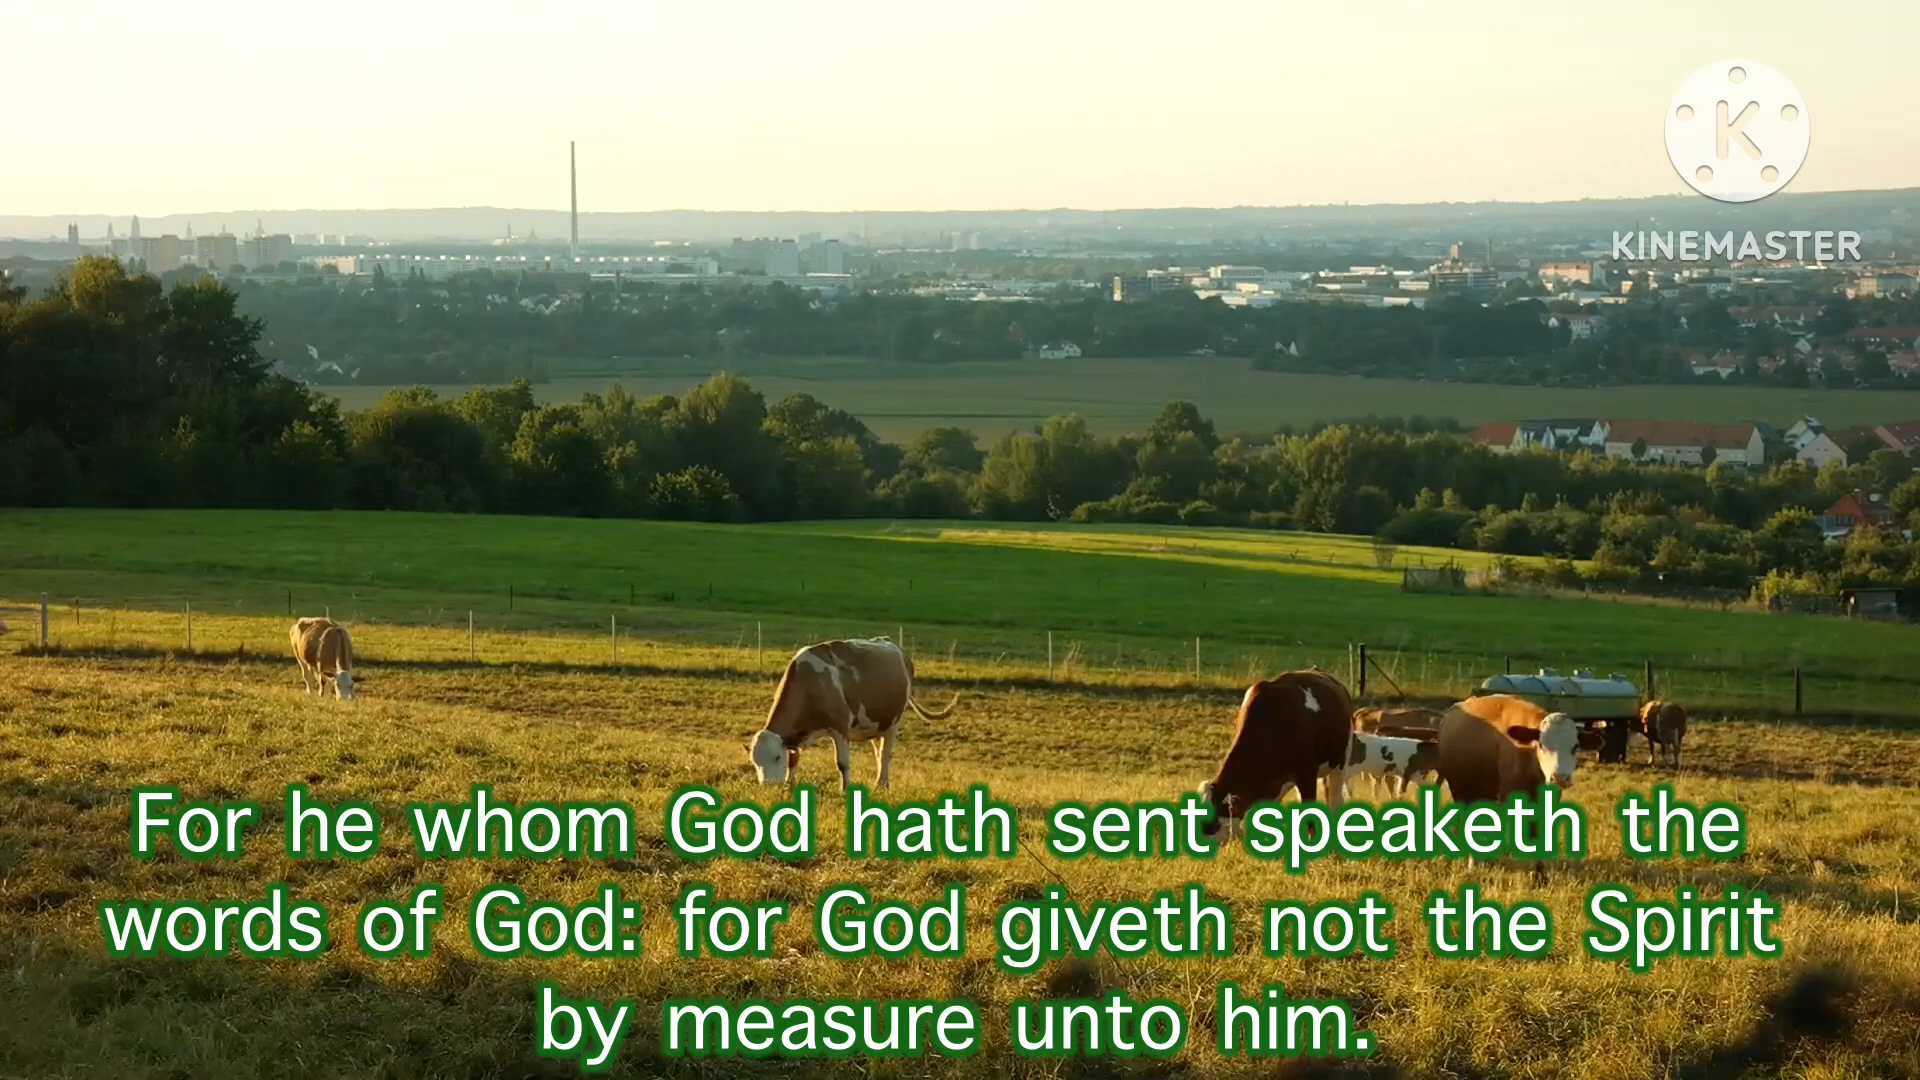 K
KINEMASTER
For he whom God hath sent speaketh the
words of God: for God giveth not the Spirit
by measure unto him.